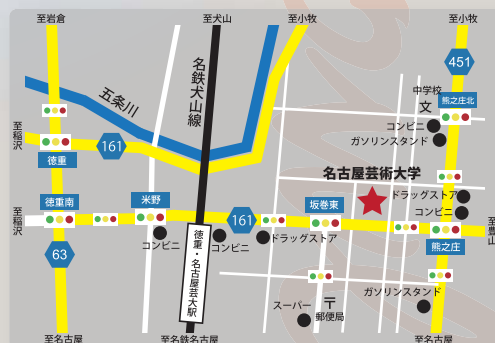 至岩倉
至犬山
至小牧
至小牧
451
名鉄犬山線
五条川
中学校
文
熊之庄北
コンビニ
ガソリンスタンド
至稲沢
161
徳重
名古屋芸術大学
徳重南
米野
坂巻東
ドラッグストア
コンビニ
至稲沢
161
至豊山
コンビニ
コンビニ
ドラッグストア
熊之庄
63
徳重・名古屋芸大駅
ガソリンスタンド
スーパー
〒
郵便局
至名古屋
至名鉄名古屋
至名古屋